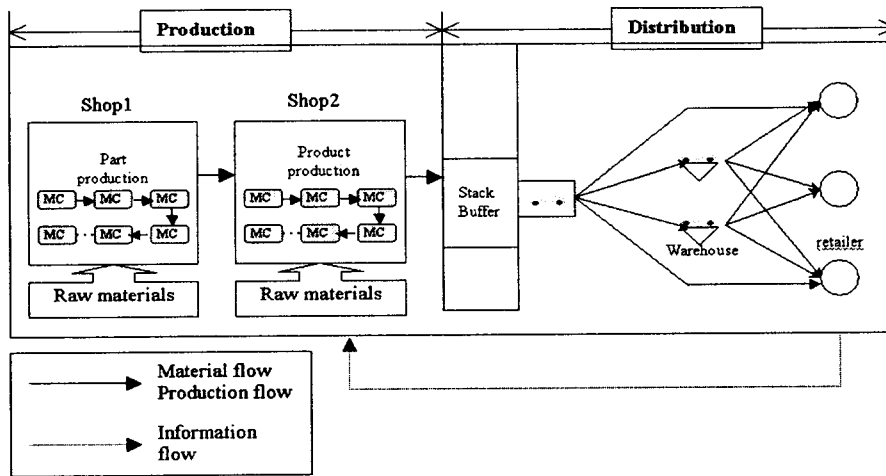 Production
Distribution
Shop1
Shop2
Part
production
MC MC MC
MC MC MC
Product
production
MC MC MC
MC MC MC
Raw materials
Raw materials
Stack
Buffer
Warehouse
retailer
Material flow
Production flow
Information
flow